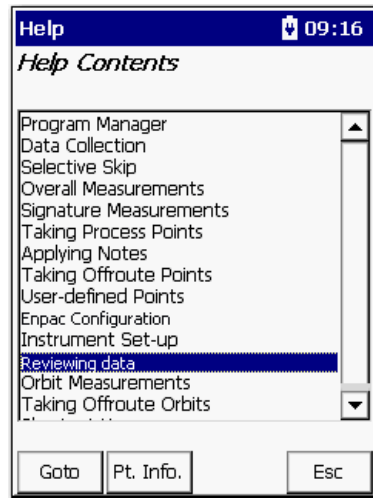 Help 09:16
Help Contents
Program Manager
Data Collection
Selective Skip
Overall Measurements
Signature Measurements
Taking Process Points
Applying Notes
Taking Offroute Points
User-defined Points
Enpac Configuration
Instrument Set-up
Reviewing data
Orbit Measurements
Taking Offroute Orbits
Goto Pt. Info. Esc